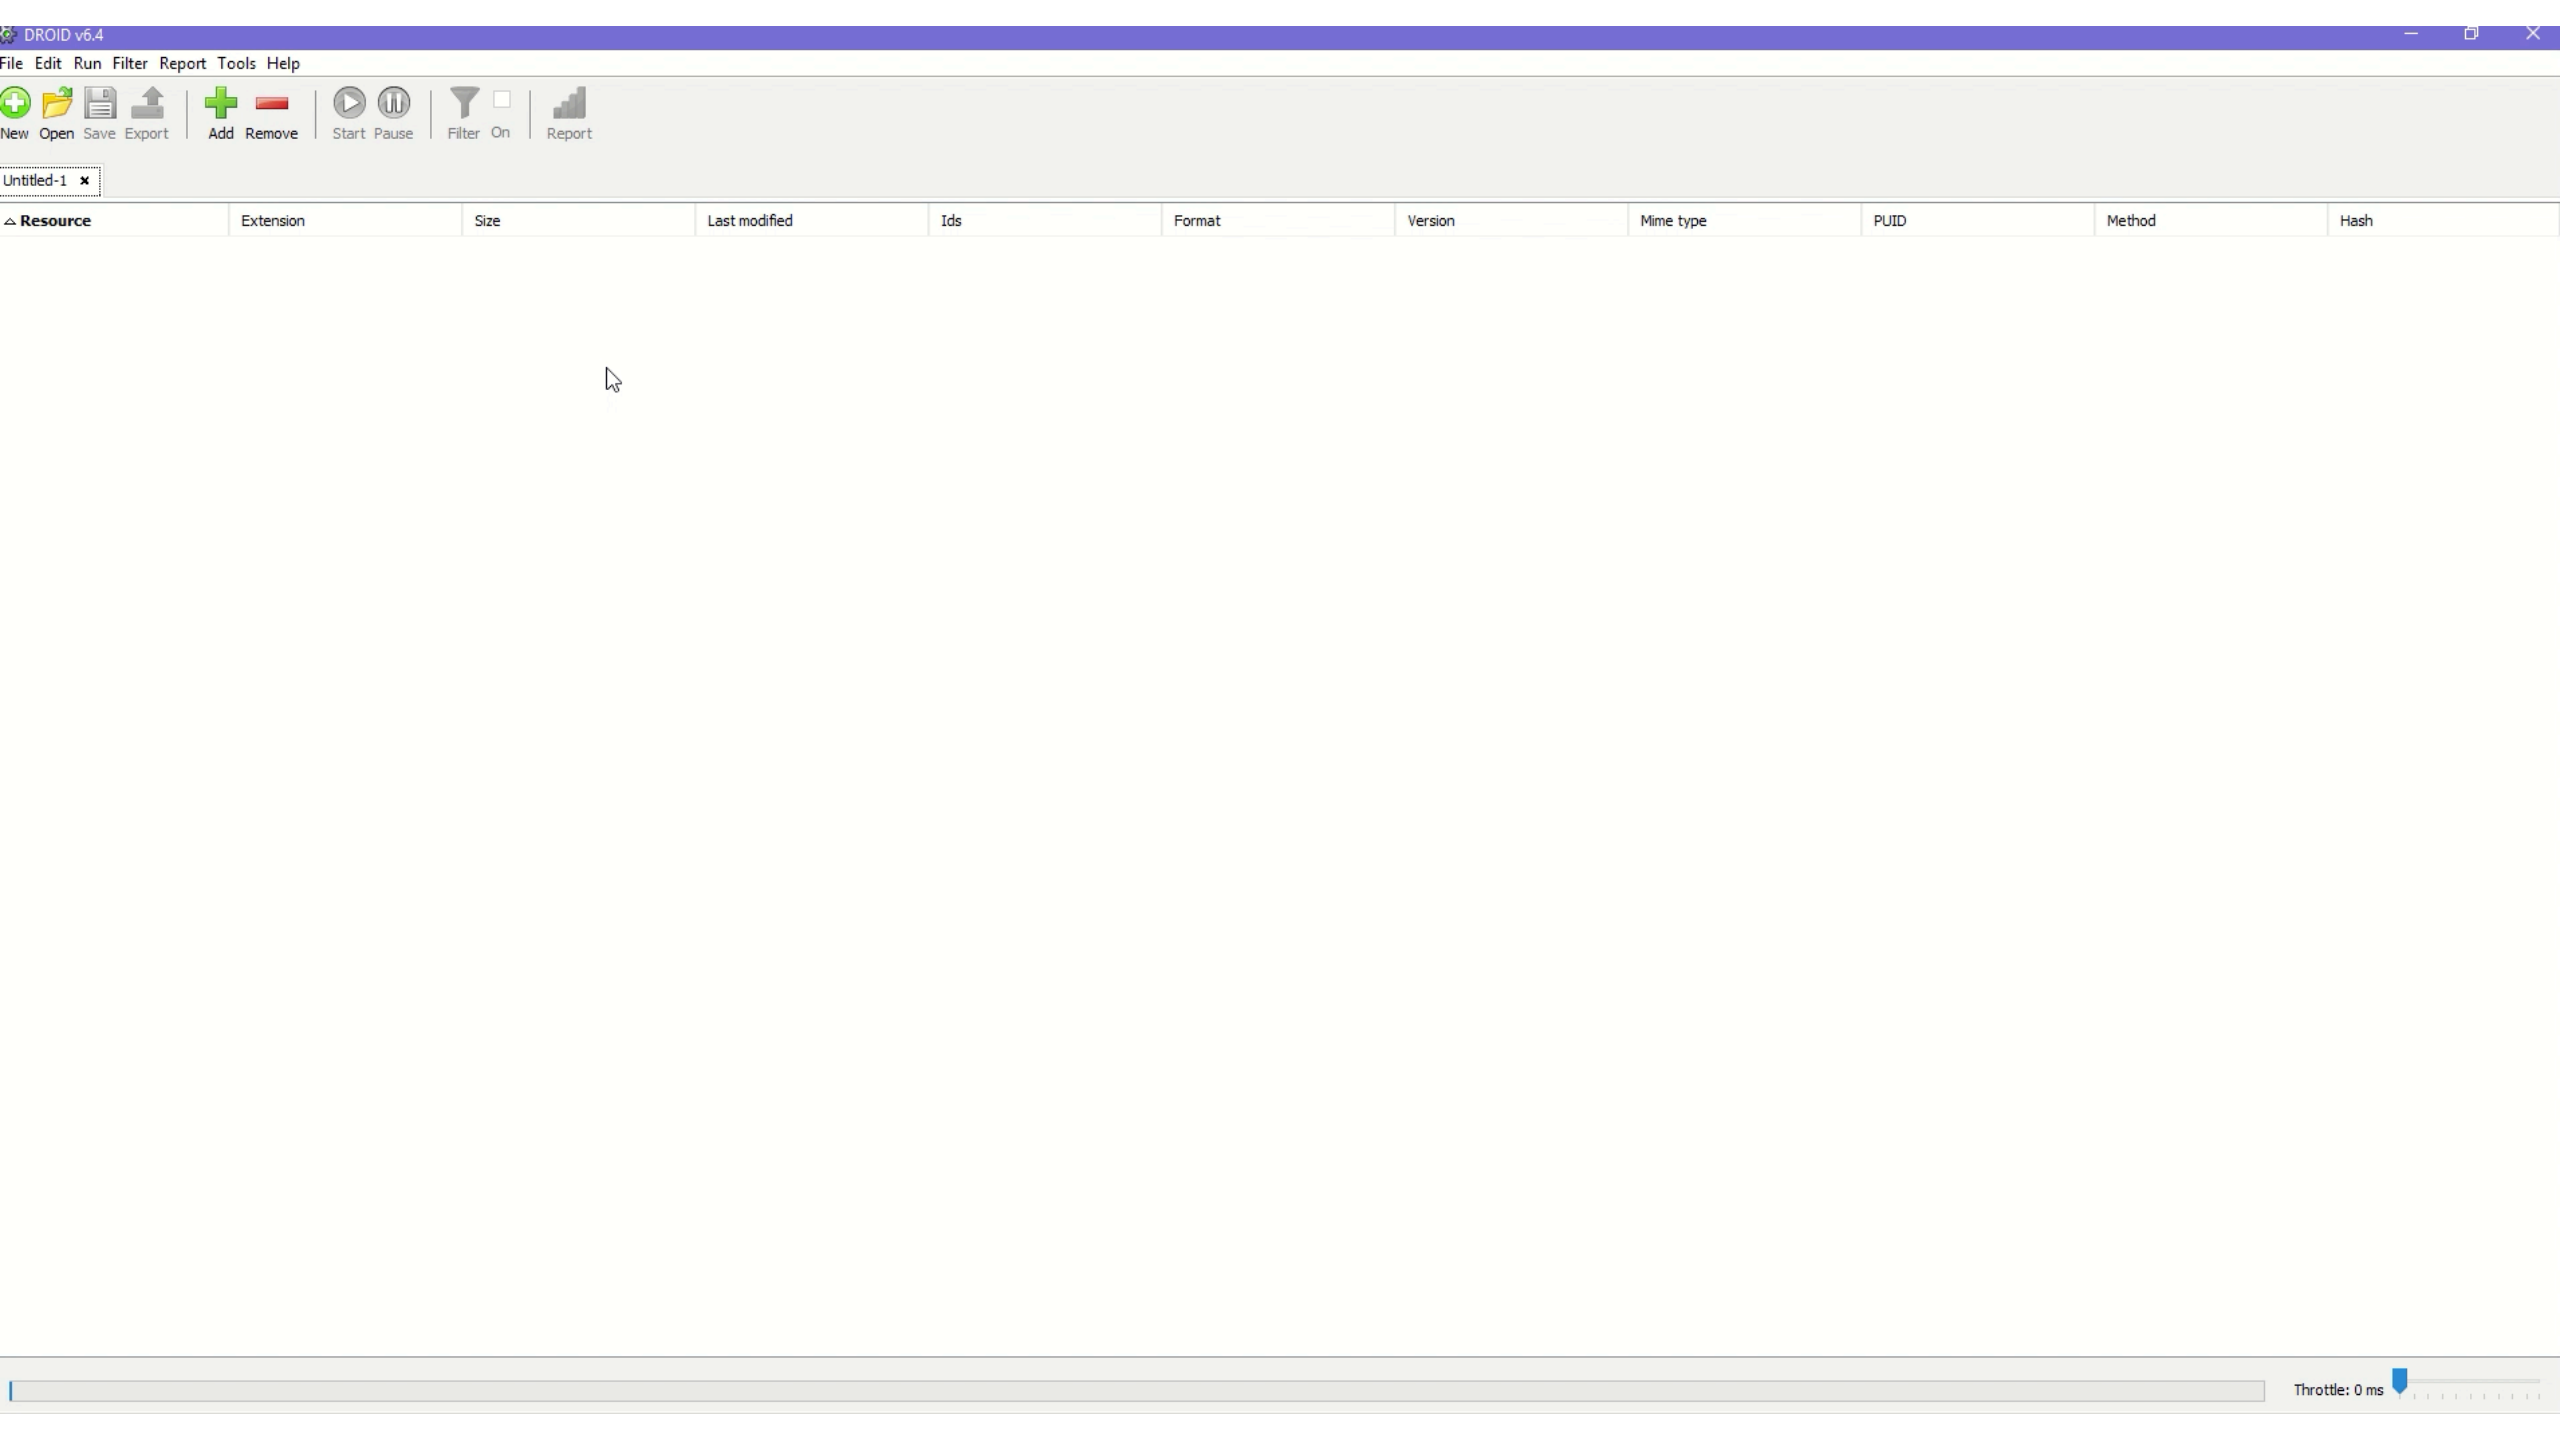 DROID v6.4
File Edit Run Filter Report Tools Help
New Open Save Export Add Remove Start Pause Filter On Report
Untitled-1
Resource Extension Size Last modified Ids Format Version Mime type PUID Method Hash
Throttle: 0 ms